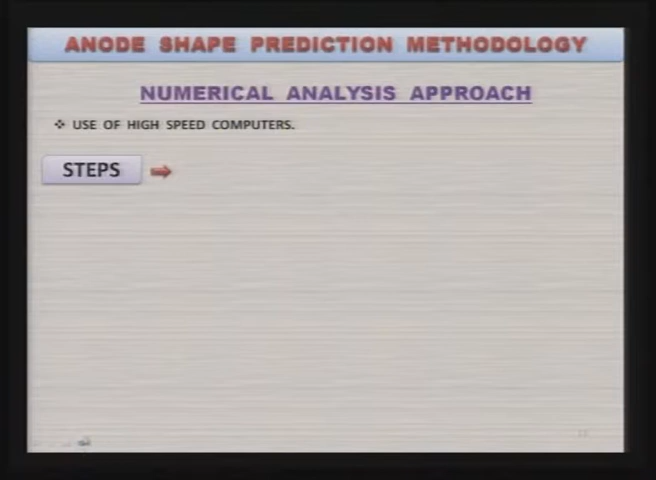 ANODE SHAPE PREDICTION METHODOLOGY
NUMERICAL ANALYSIS APPROACH
❖ USE OF HIGH SPEED COMPUTERS.
STEPS